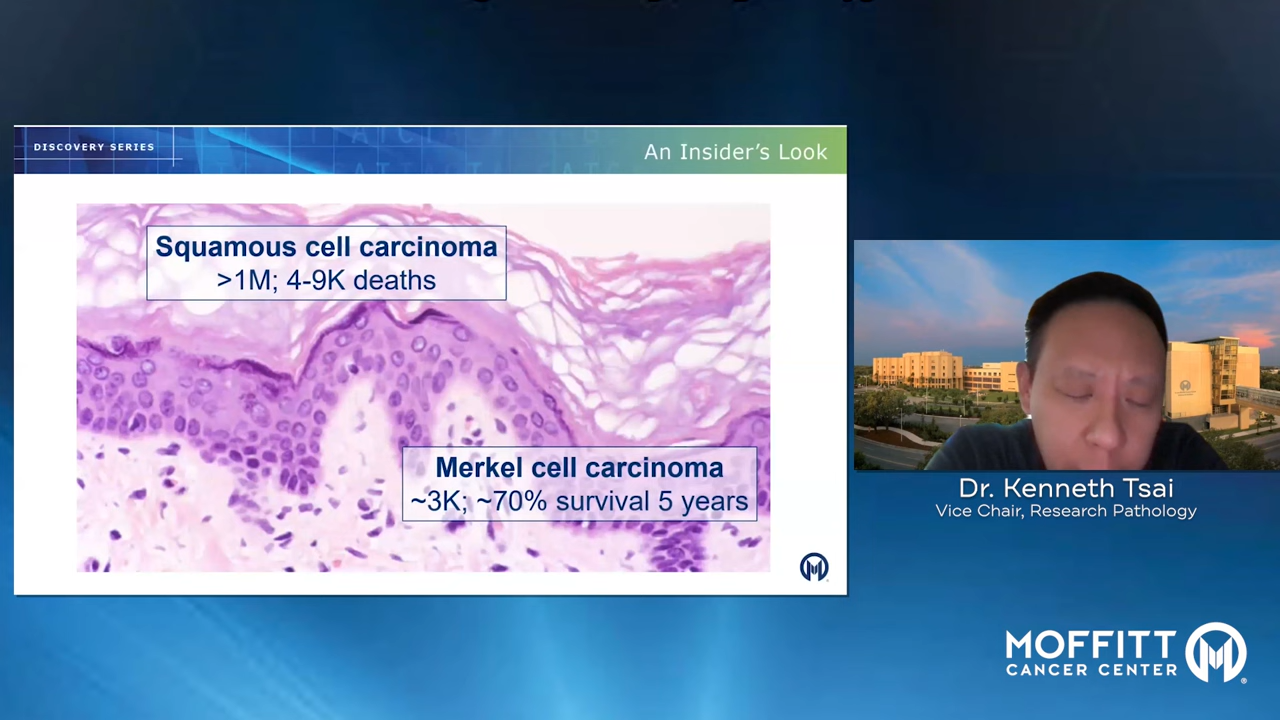 DISCOVERY SERIES
An Insider's Look
Squamous cell carcinoma
>1M; 4-9K deaths
Merkel cell carcinoma
~3K; ~70% survival 5 years
Dr. Kenneth Tsai
Vice Chair, Research Pathology
MOFFITT
CANCER CENTER
®